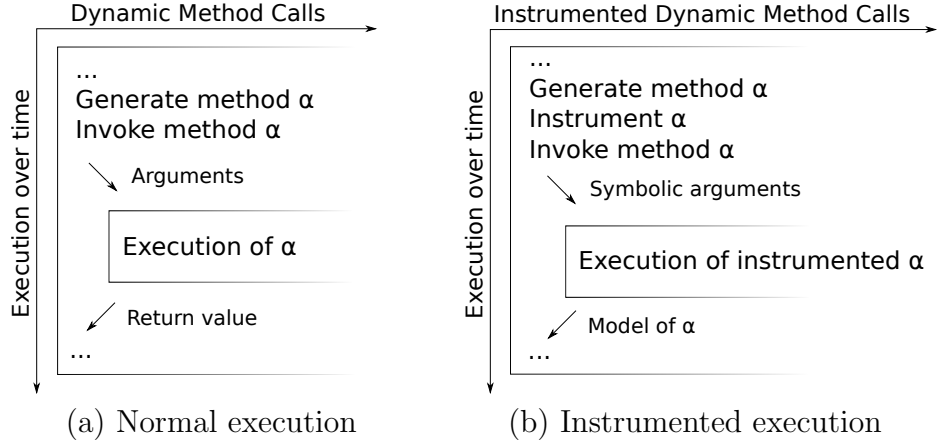 Dynamic Method Calls
Execution over time
...
Generate method α
Invoke method α
Arguments
Execution of α
Return value
...
(a) Normal execution
Instrumented Dynamic Method Calls
Execution over time
...
Generate method α
Instrument α
Invoke method α
Symbolic arguments
Execution of instrumented α
Model of α
...
(b) Instrumented execution